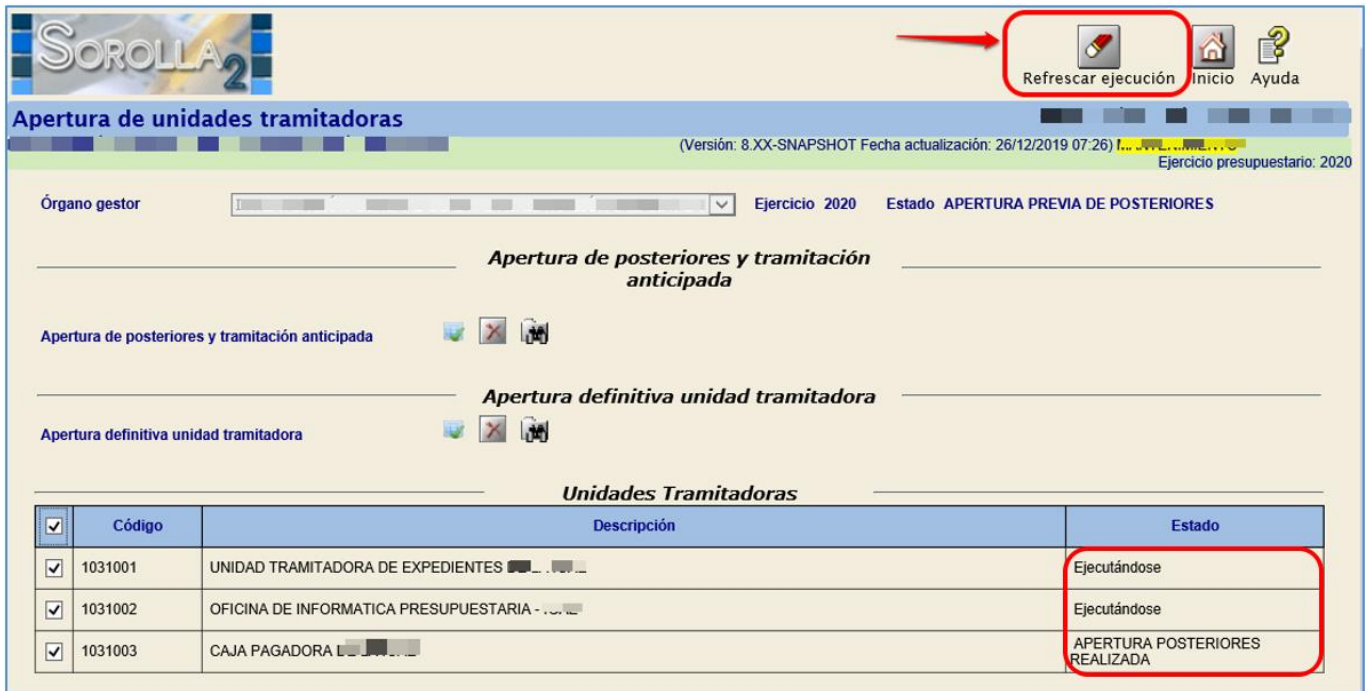 SOROLLA2
Refrescar ejecución Inicio Ayuda
Apertura de unidades tramitadoras
(Versión: 8.XX-SNAPSHOT Fecha actualización: 26/12/2019 07:26)
Ejercicio presupuestario: 2020
Órgano gestor Ejercicio 2020 Estado APERTURA PREVIA DE POSTERIORES
Apertura de posteriores y tramitación
anticipada
Apertura de posteriores y tramitación anticipada
Apertura definitiva unidad tramitadora
Apertura definitiva unidad tramitadora
Unidades Tramitadoras
Código Descripción Estado
1031001 UNIDAD TRAMITADORA DE EXPEDIENTES Ejecutándose
1031002 OFICINA DE INFORMATICA PRESUPUESTARIA - Ejecutándose
1031003 CAJA PAGADORA APERTURA POSTERIORES
REALIZADA